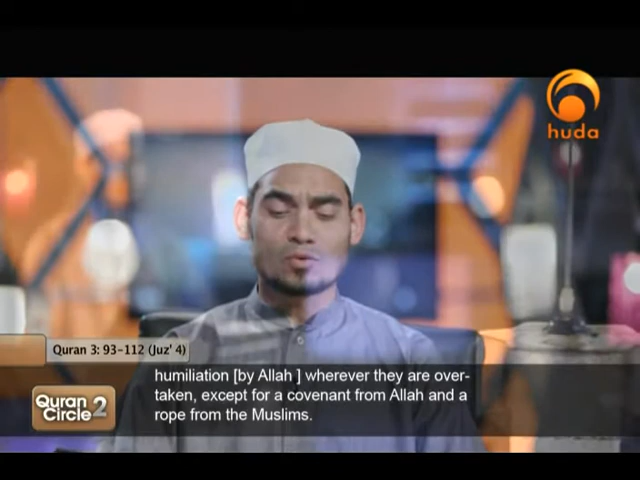 huda
Quran 3: 93-112 (Juz' 4)
humiliation [by Allah ] wherever they are over-
taken, except for a covenant from Allah and a
rope from the Muslims.
Quran
Circle 2